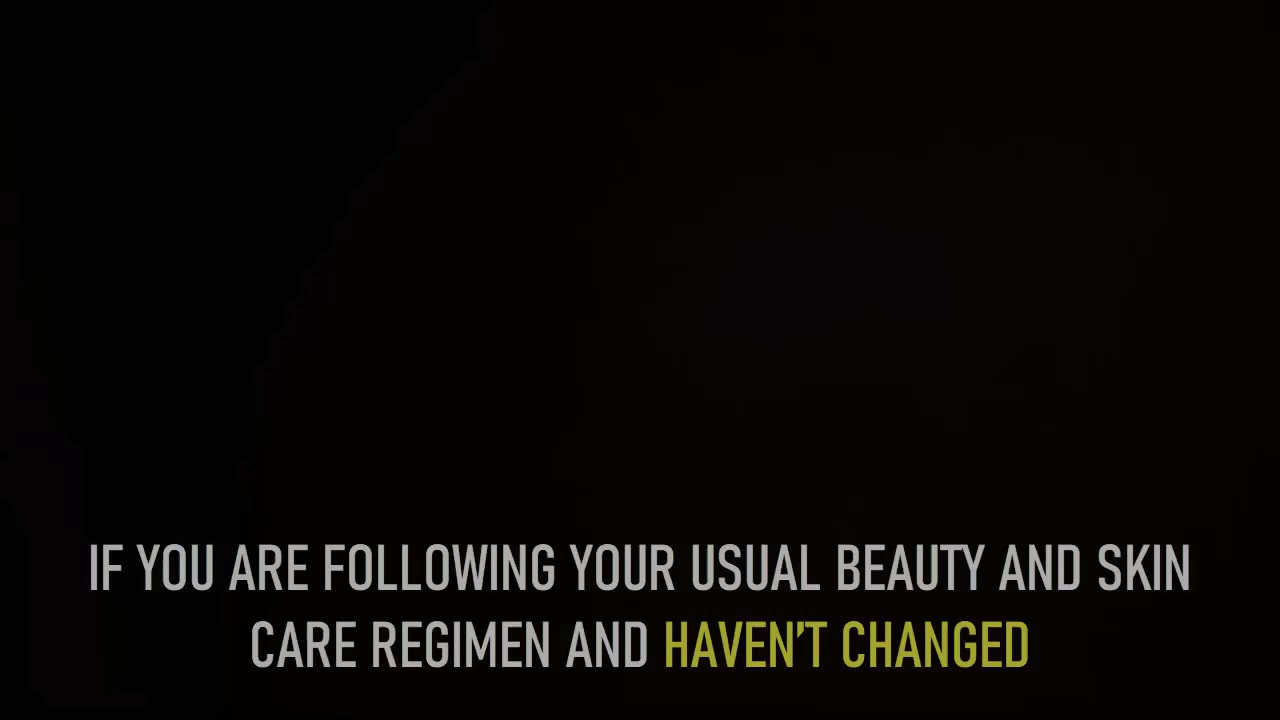 IF YOU ARE FOLLOWING YOUR USUAL BEAUTY AND SKIN
CARE REGIMEN AND HAVEN'T CHANGED